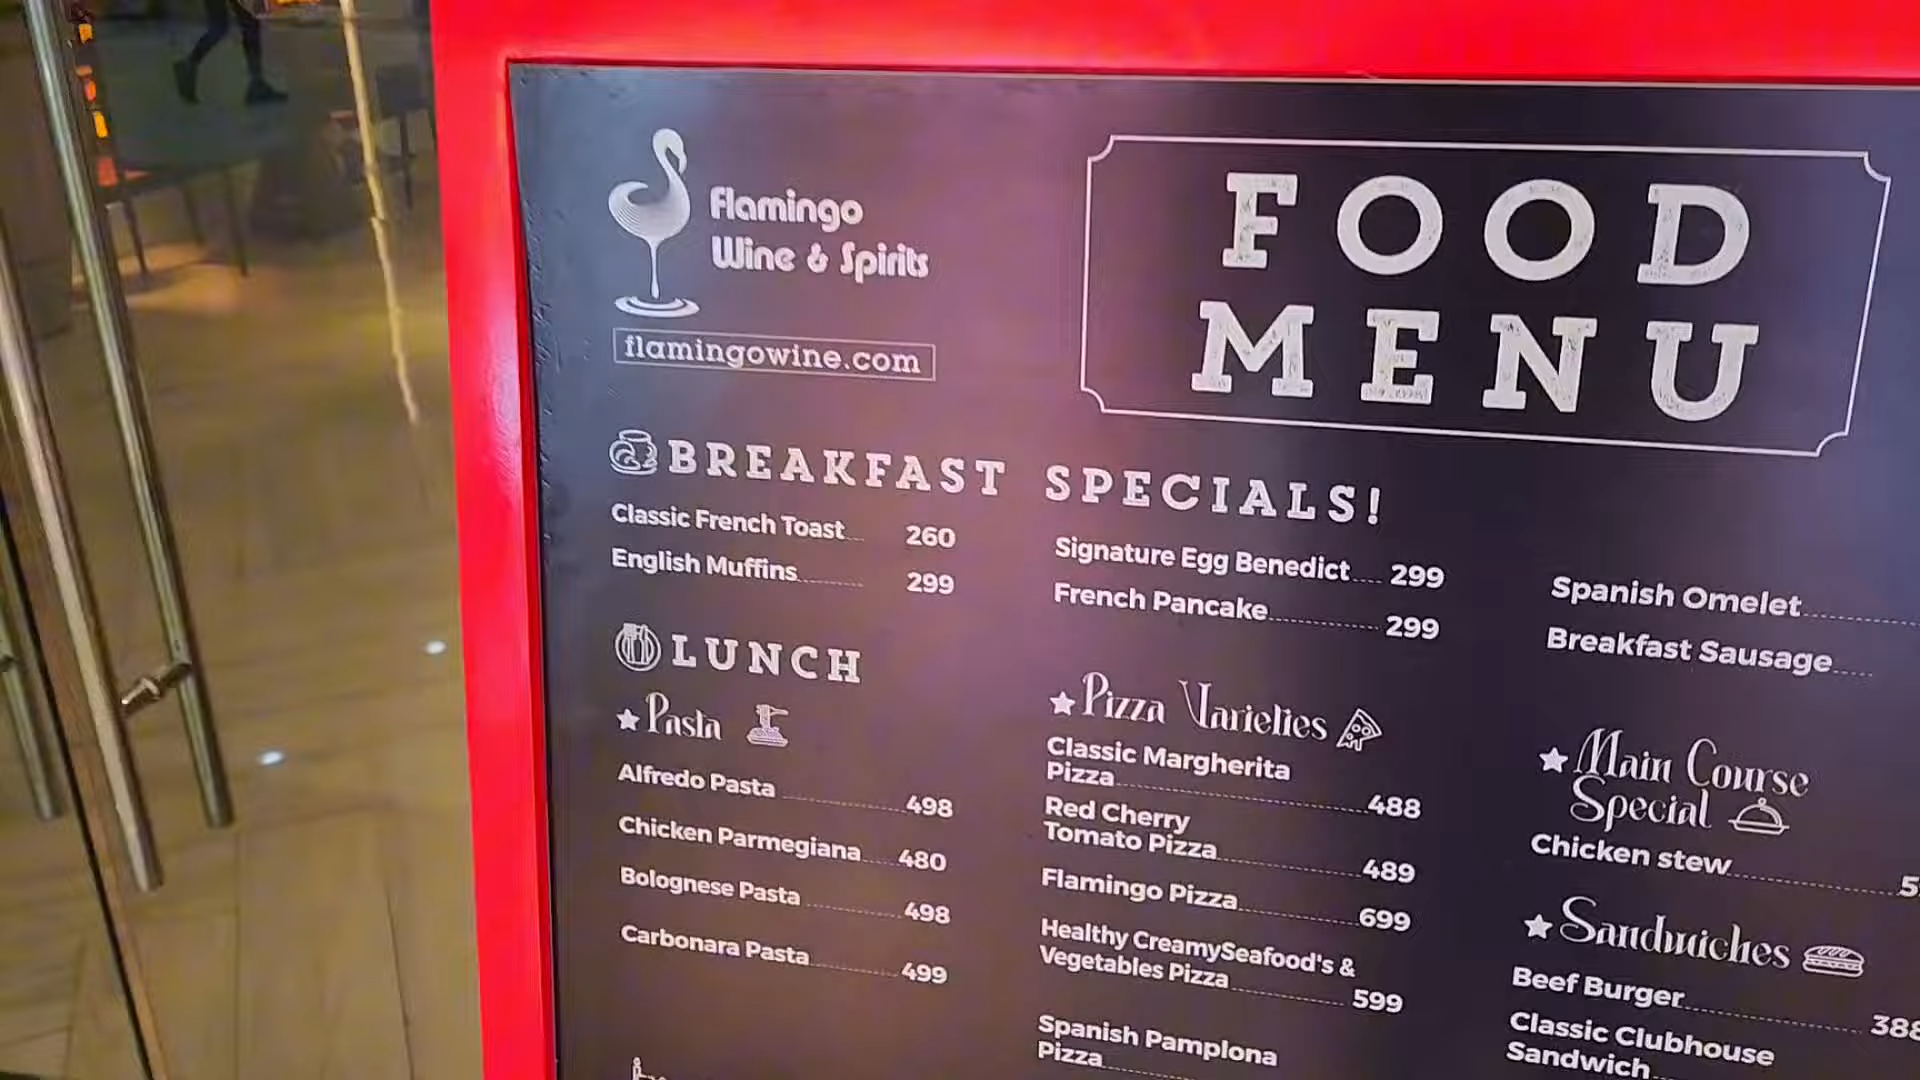 Flamingo
Wine & Spirits
flamingowine.com
FOOD
MENU
BREAKFAST SPECIALS!
Classic French Toast 260
English Muffins 299
Signature Egg Benedict 299
French Pancake 299
Spanish Omelet
Breakfast Sausage
LUNCH
Pasta
Alfredo Pasta 498
Chicken Parmegiana 480
Bolognese Pasta 498
Carbonara Pasta 499
Pizza Varieties
Classic Margherita
Pizza 488
Red Cherry
Tomato Pizza 489
Flamingo Pizza 699
Healthy CreamySeafood's &
Vegetables Pizza 599
Spanish Pamplona
Pizza
Main Course
Special
Chicken stew
Sandwiches
Beef Burger 388
Classic Clubhouse
Sandwich